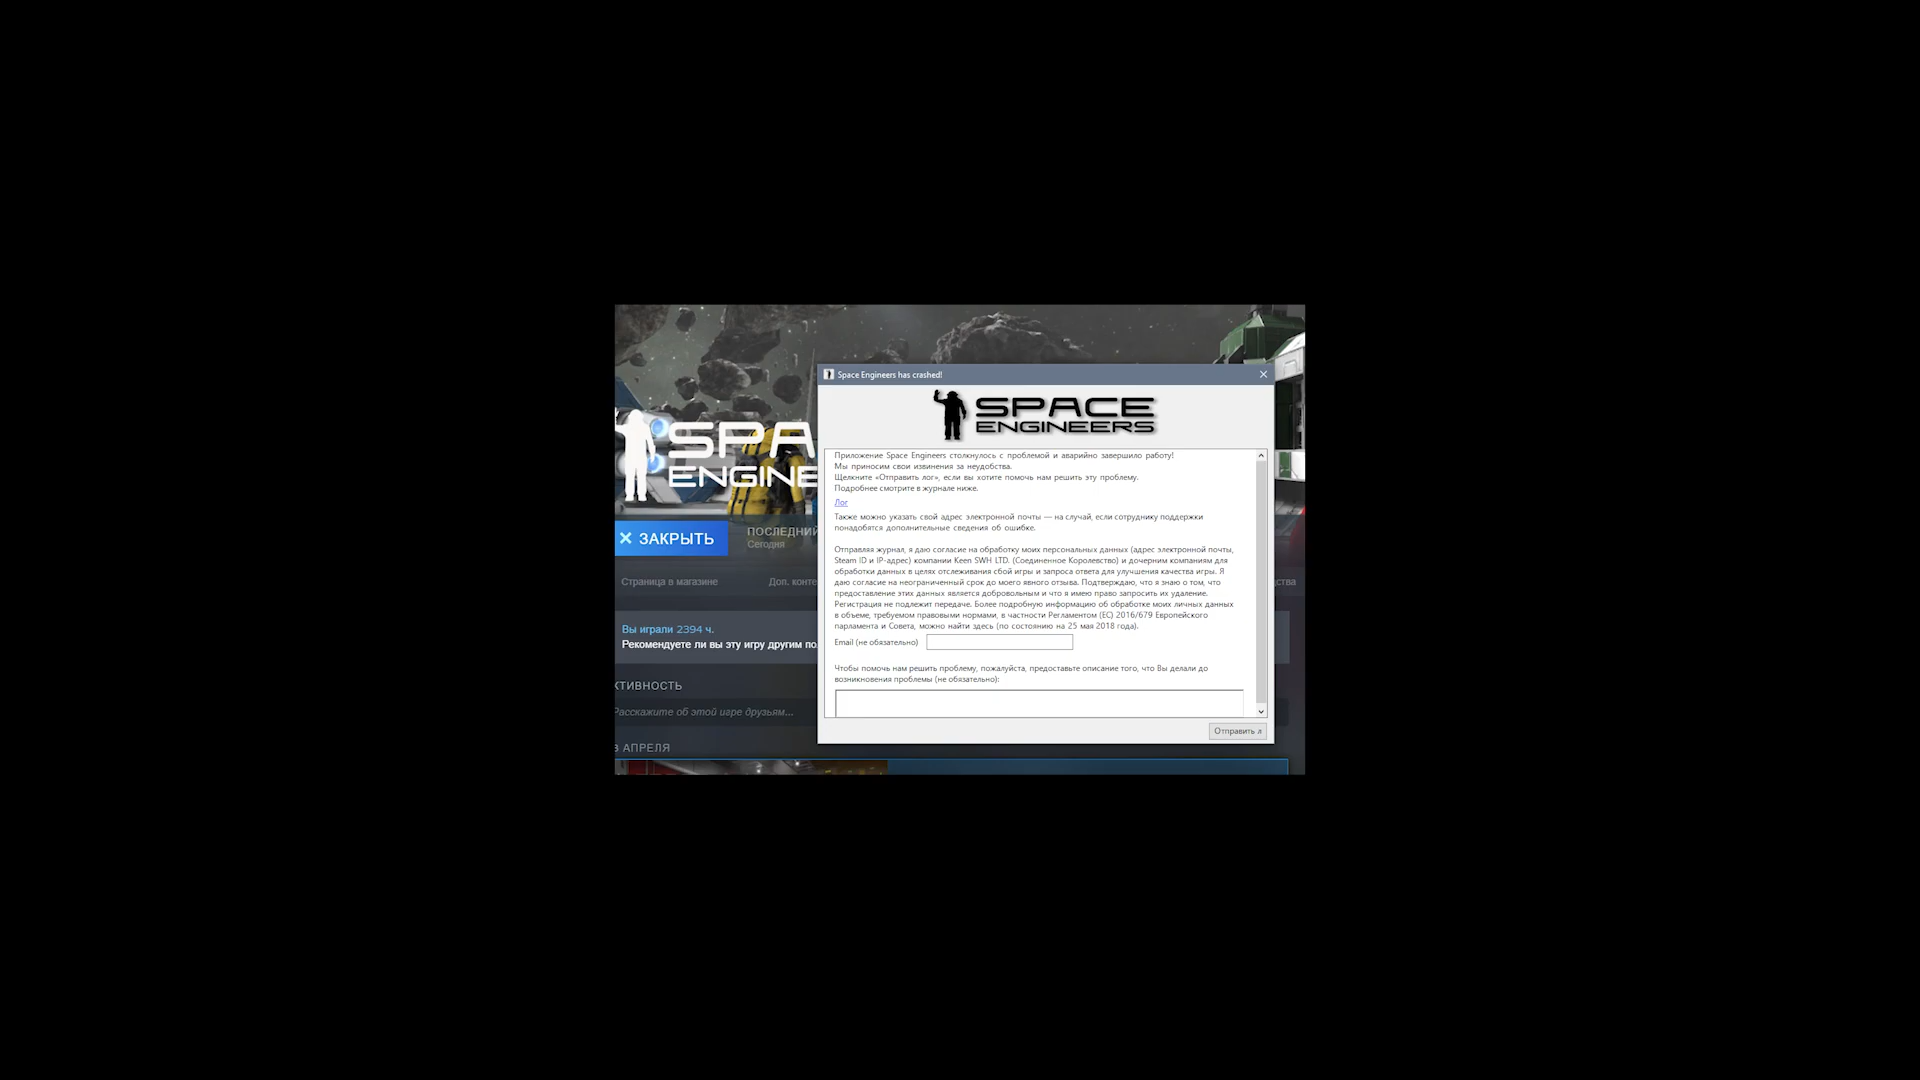 Space Engineers has crashed!
SPACE
ENGINEERS
Приложение Space Engineers столкнулось с проблемой и аварийно завершило работу!
Мы приносим свои извинения за неудобства.
Щелкните «Отправить лог», если вы хотите помочь нам решить эту проблему.
Подробнее смотрите в журнале ниже.
Лог
Также можно указать свой адрес электронной почты — на случай, если сотруднику поддержки
понадобятся дополнительные сведения об ошибке.
Отправляя журнал, я даю согласие на обработку моих персональных данных (адрес электронной почты,
Steam ID и IP-адрес) компании Keen SWH LTD. (Соединенное Королевство) и дочерним компаниям для
обработки данных в целях отслеживания сбой игры и запроса ответа для улучшения качества игры. Я
даю согласие на неограниченный срок до моего явного отзыва. Подтверждаю, что я знаю о том, что
предоставление этих данных является добровольным и что я имею право запросить их удаление.
Регистрация не подлежит передаче. Более подробную информацию об обработке моих личных данных
в объеме, требуемом правовыми нормами, в частности Регламентом (ЕС) 2016/679 Европейского
парламента и Совета, можно найти здесь (по состоянию на 25 мая 2018 года).
Email (не обязательно)
Чтобы помочь нам решить проблему, пожалуйста, предоставьте описание того, что Вы делали до
возникновения проблемы (не обязательно):
Отправить л
SPA
ENGINE
ЗАКРЫТЬ
ПОСЛЕДНИЙ
Сегодня
Страница в магазине
Доп. конте
дства
Вы играли 2394 ч.
Рекомендуете ли вы эту игру другим по
КТИВНОСТЬ
Расскажите об этой игре друзьям...
АПРЕЛЯ